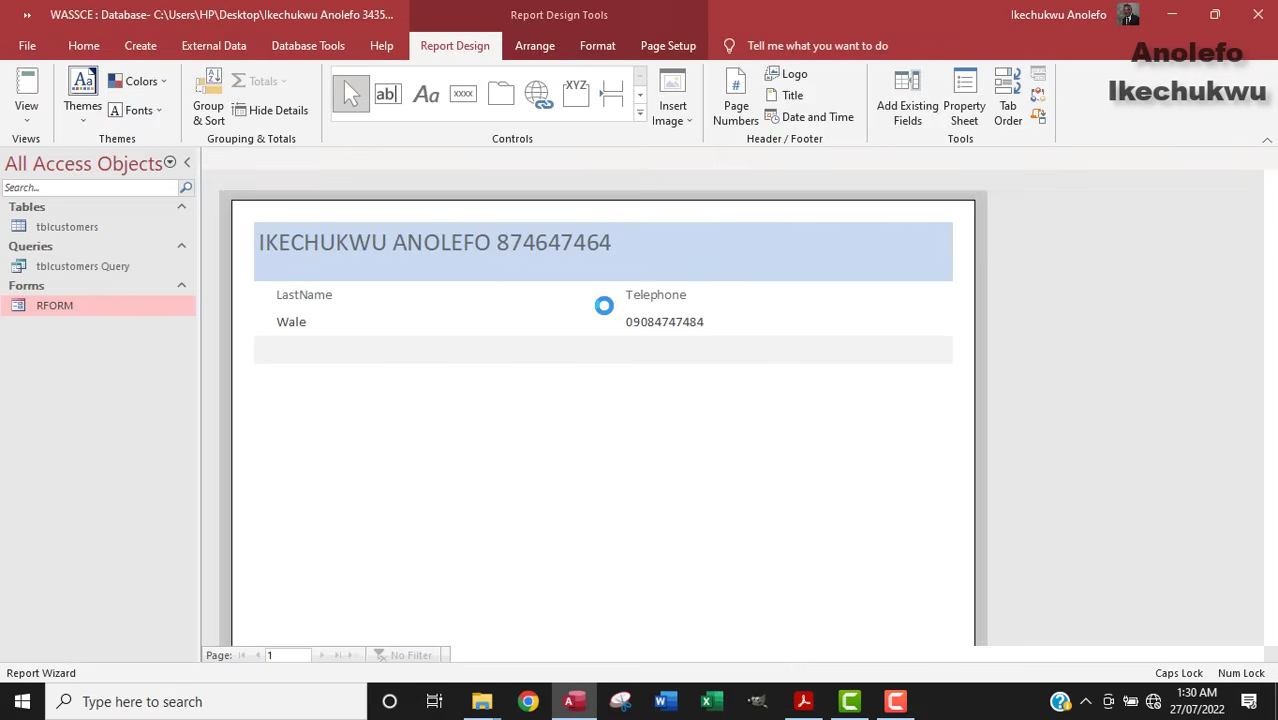 WASSCE : Database- C:\Users\HP\Desktop\Ikechukwu Anolefo 3435...
Report Design Tools
Ikechukwu Anolefo
File
Home
Create
External Data
Database Tools
Help
Report Design
Arrange
Format
Page Setup
Tell me what you want to do
Anolefo
Ikechukwu
View
Views
Aa
Themes
Colors
Fonts
Themes
Group
& Sort
Totals
Hide Details
Grouping & Totals
ab|
Aa
xxxx
XYZ
Insert
Image
Controls
Page
Numbers
Logo
Title
Date and Time
Header / Footer
Add Existing
Fields
Property
Sheet
Tab
Order
Tools
All Access Objects
Search...
Tables
tblcustomers
Queries
tblcustomers Query
Forms
RFORM
IKECHUKWU ANOLEFO 874647464
LastName Telephone
Wale 09084747484
Page: 1 No Filter
Report Wizard
Caps Lock Num Lock
Type here to search
1:30 AM
27/07/2022